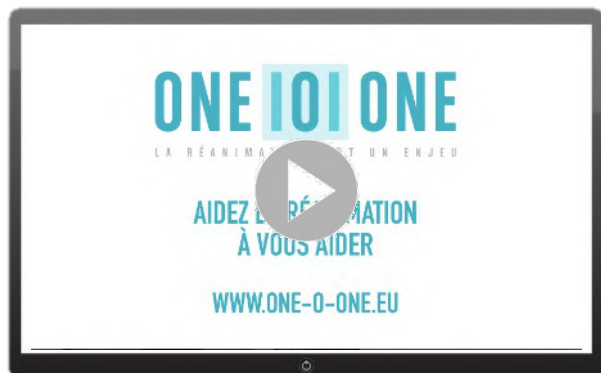 ONE IOI ONE
LA UN ENJEU
AIDEZ
À VOUS AIDER
WWW.ONE-O-ONE.EU